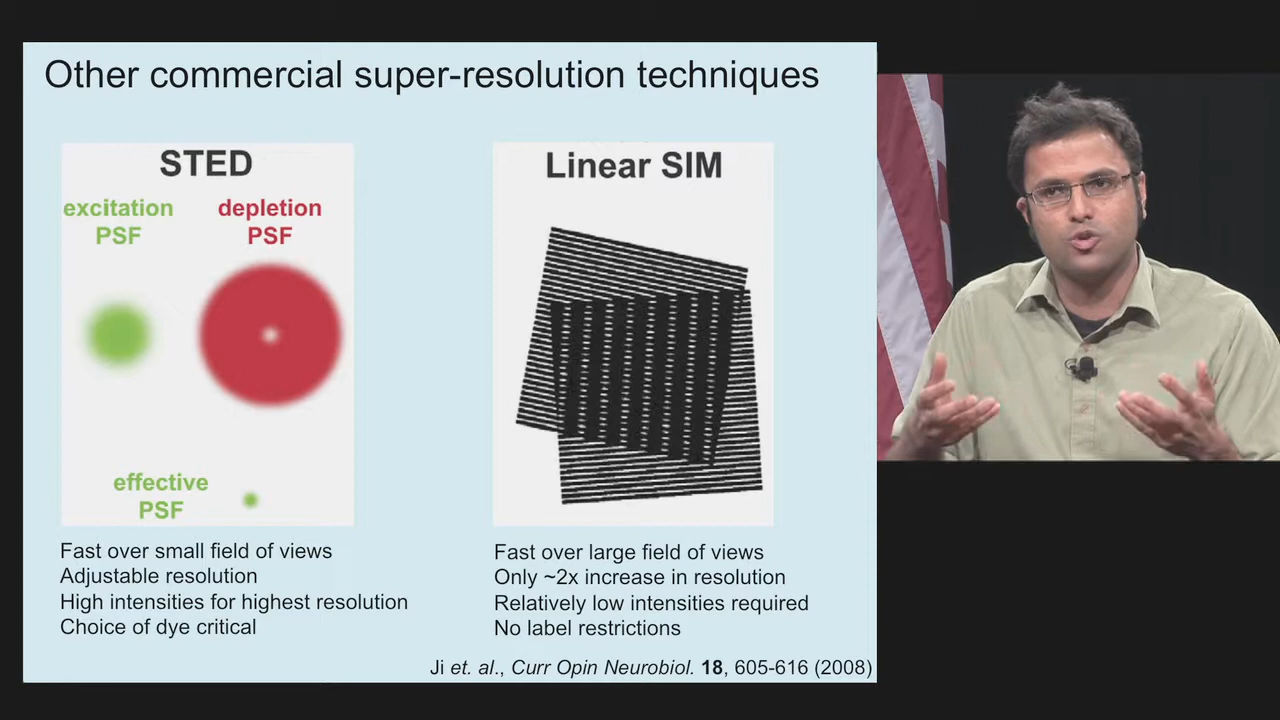 Other commercial super-resolution techniques
STED
excitation
PSF
depletion
PSF
effective
PSF
Fast over small field of views
Adjustable resolution
High intensities for highest resolution
Choice of dye critical
Linear SIM
Fast over large field of views
Only ~2x increase in resolution
Relatively low intensities required
No label restrictions
Ji et. al., Curr Opin Neurobiol. 18, 605-616 (2008)